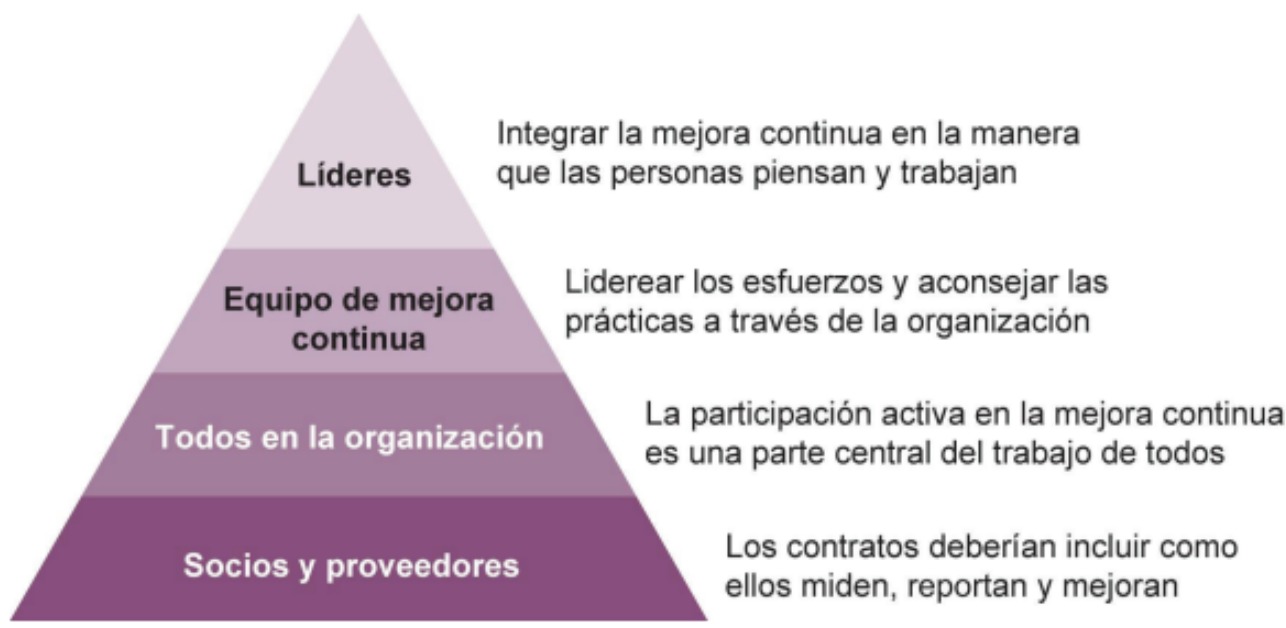 Líderes
Integrar la mejora continua en la manera
que las personas piensan y trabajan
Equipo de mejora
continua
Liderear los esfuerzos y aconsejar las
prácticas a través de la organización
Todos en la organización
La participación activa en la mejora continua
es una parte central del trabajo de todos
Socios y proveedores
Los contratos deberían incluir como
ellos miden, reportan y mejoran